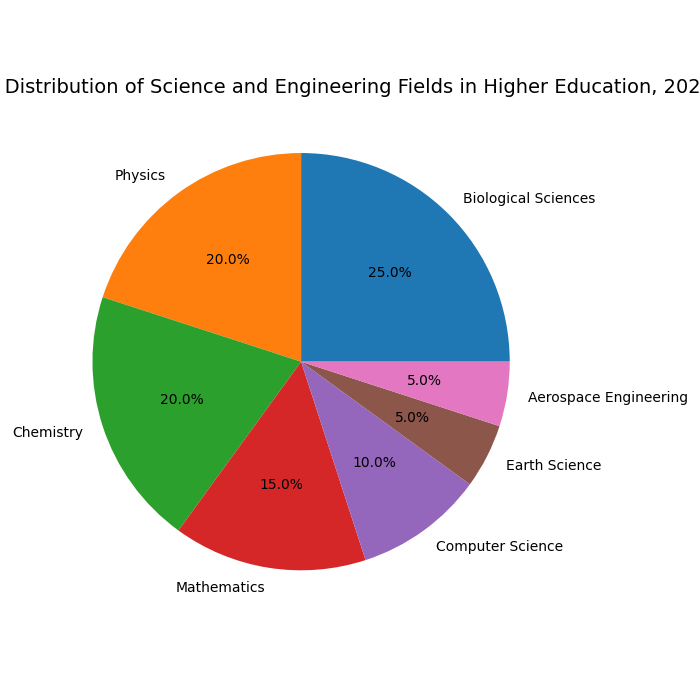 Distribution of Science and Engineering Fields in Higher Education, 202
Physics
Biological Sciences
20.0%
25.0%
5.0%
Aerospace Engineering
20.0%
5.0%
Chemistry
10.0%
Earth Science
15.0%
Computer Science
Mathematics